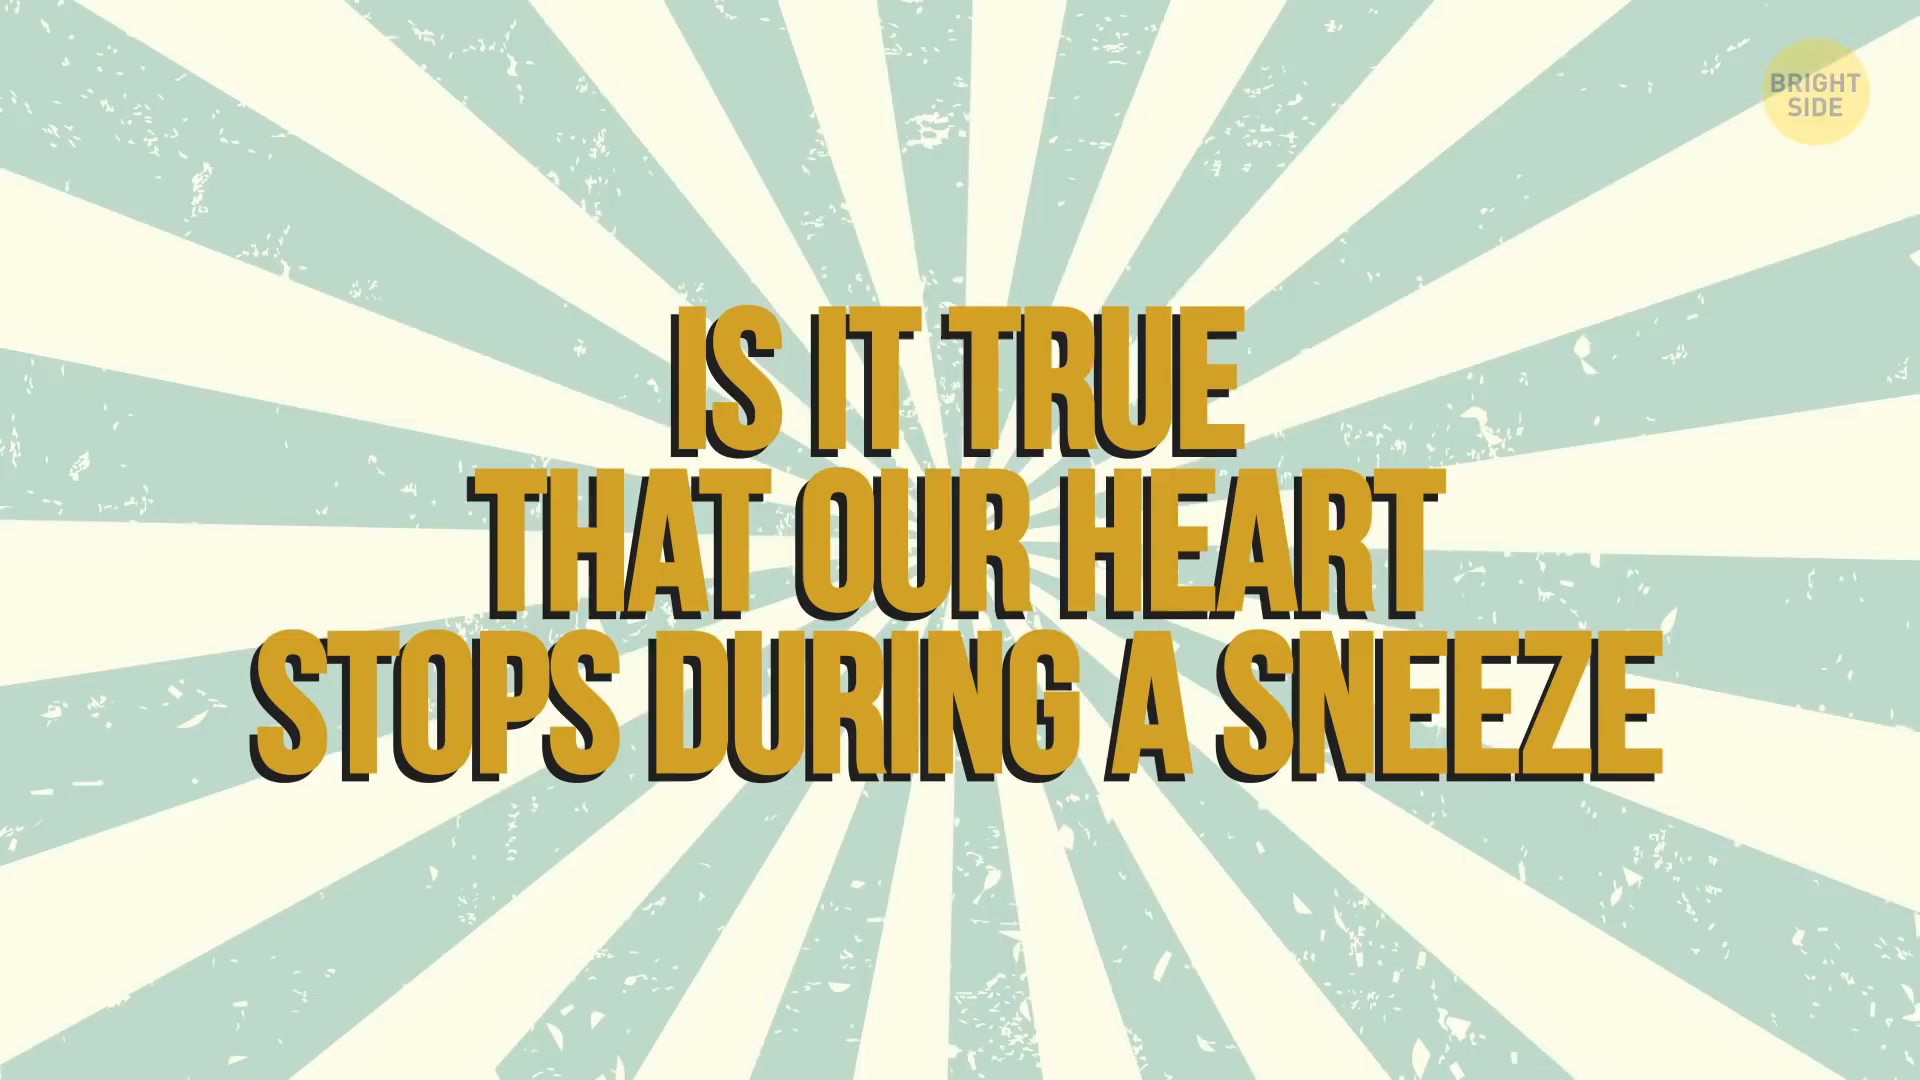 BRIGHT
SIDE
IS IT TRUE
THAT OUR HEART
STOPS DURING A SNEEZE